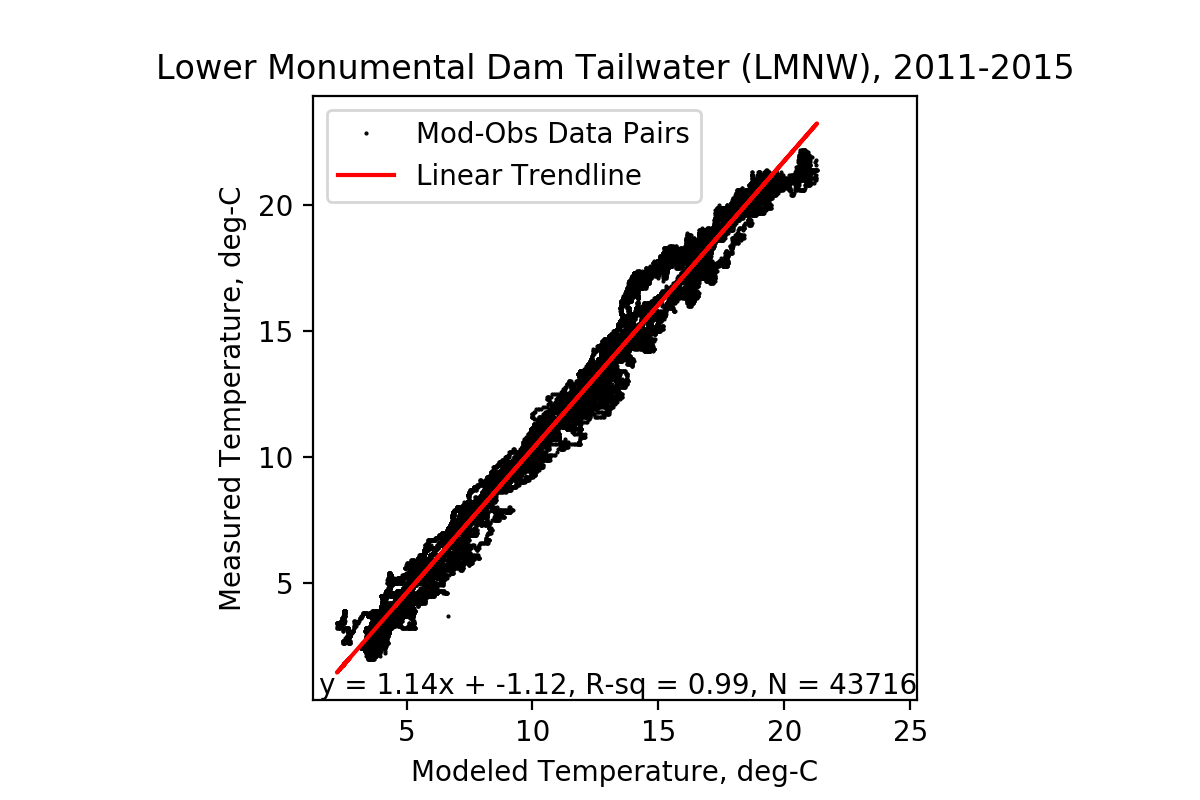 Lower Monumental Dam Tailwater (LMNW), 2011-2015
Mod-Obs Data Pairs
Linear Trendline
Measured Temperature, deg-C
20
15
10
5
y = 1.14x + -1.12, R-sq = 0.99, N = 43716
5 10 15 20 25
Modeled Temperature, deg-C